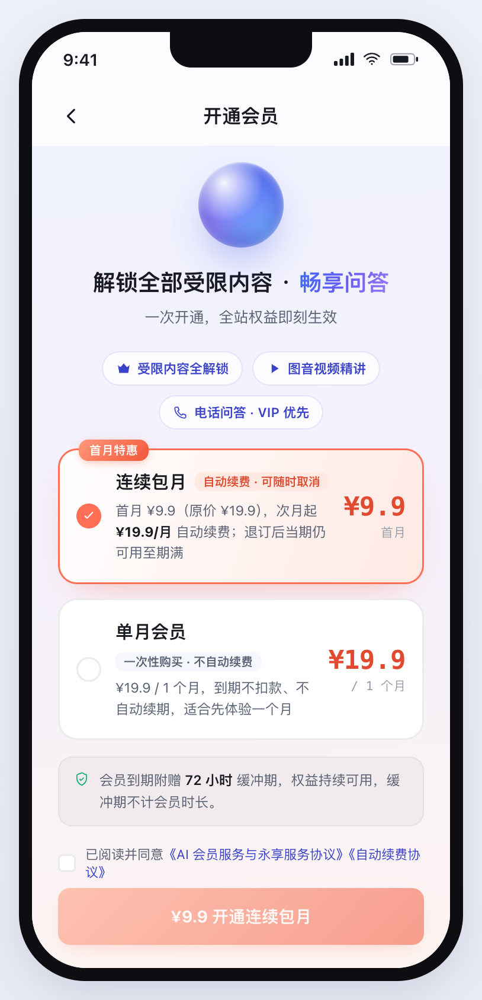 9:41
开通会员
解锁全部受限内容 · 畅享问答
一次开通，全站权益即刻生效
受限内容全解锁
图音视频精讲
电话问答 · VIP 优先
首月特惠
连续包月 自动续费 · 可随时取消
首月 ¥9.9（原价 ¥19.9），次月起
¥19.9/月 自动续费；退订后当期仍
可用至期满
¥9.9
首月
单月会员
一次性购买 · 不自动续费
¥19.9 / 1 个月，到期不扣款、不
自动续期，适合先体验一个月
¥19.9
/ 1 个月
会员到期附赠 72 小时 缓冲期，权益持续可用，缓
冲期不计会员时长。
已阅读并同意《AI 会员服务与永享服务协议》《自动续费协
议》
¥9.9 开通连续包月